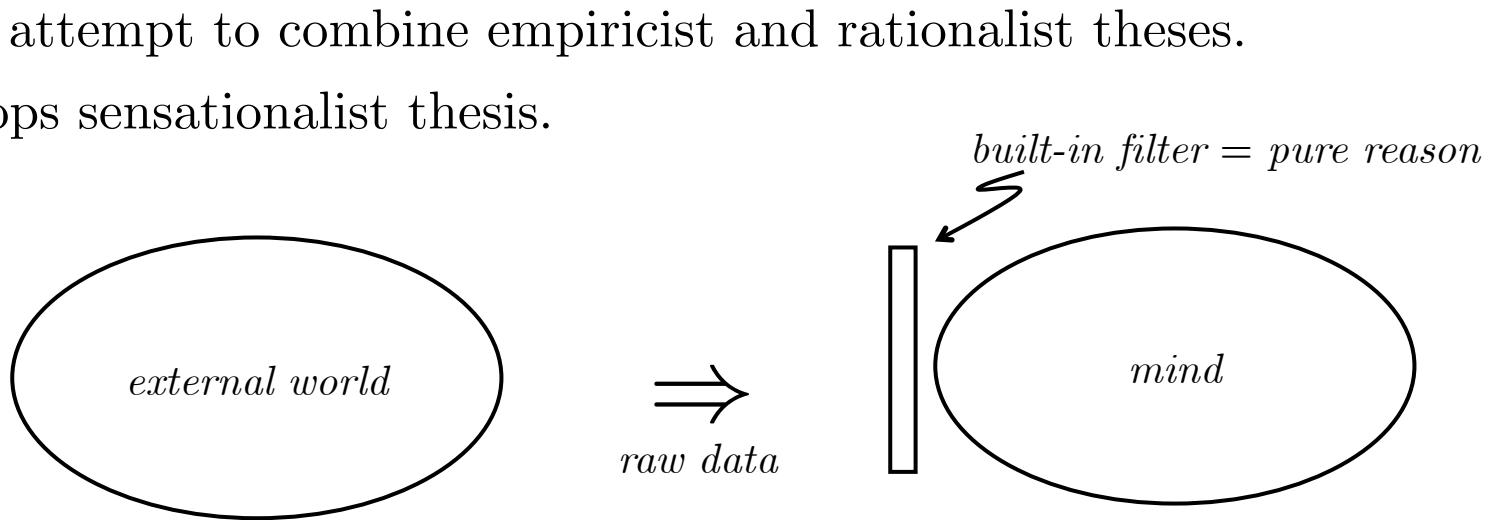 attempt to combine empiricist and rationalist theses.
sensationalist thesis.
built-in filter = pure reason
external world
mind
raw data